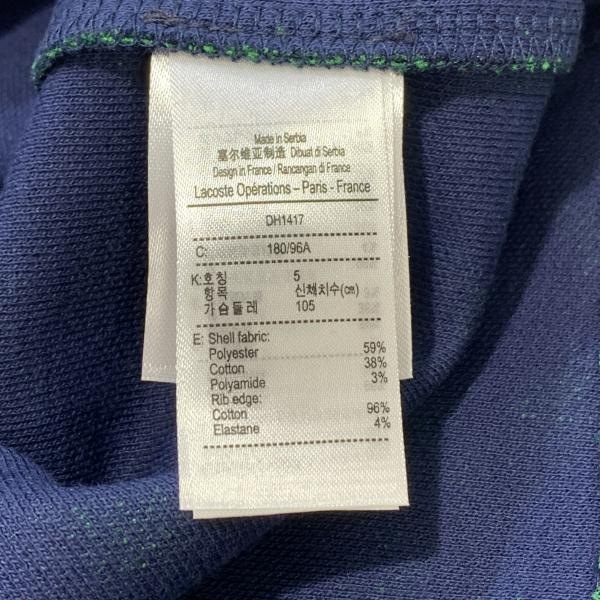 Made in Serbia
塞尔维亚制造 Dibuat di Serbia
Design in France / Rancangan di France
Lacoste Opérations – Paris - France
DH1417
C: 180/96A
K: 호칭 5
항목 신체치수(㎝)
가슴둘레 105
E: Shell fabric:
Polyester 59%
Cotton 38%
Polyamide 3%
Rib edge:
Cotton 96%
Elastane 4%